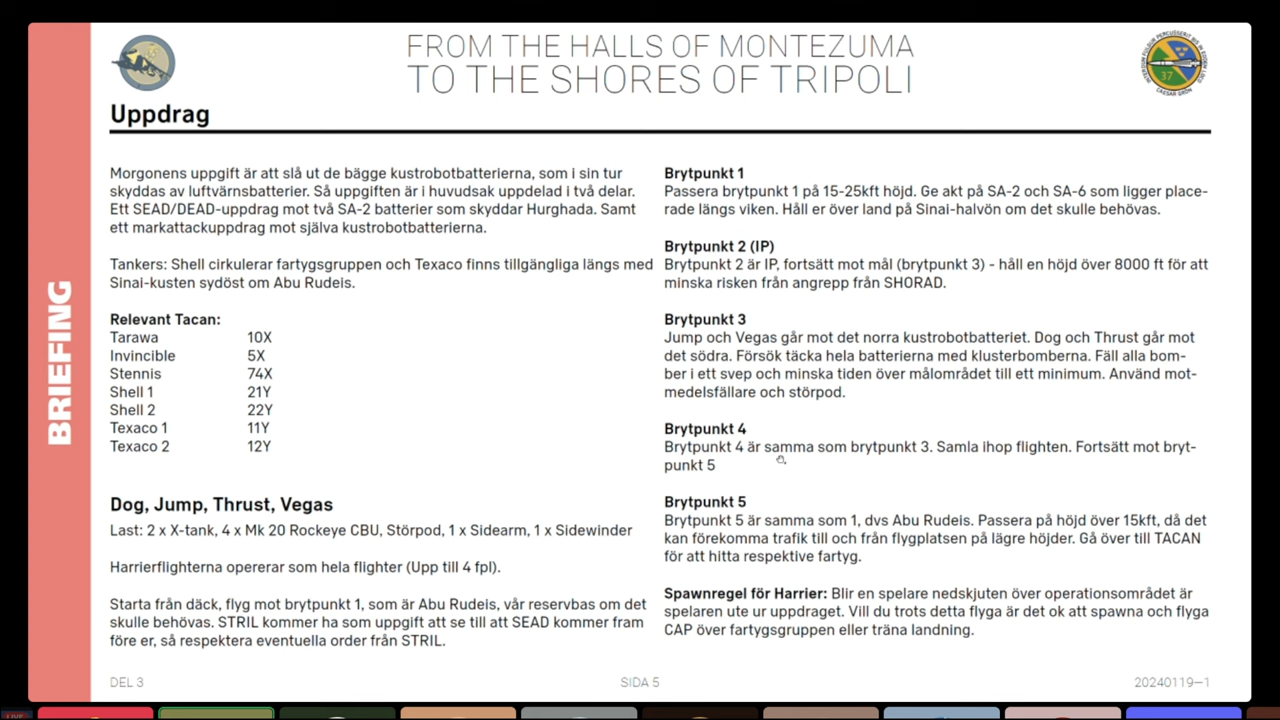 FROM THE HALLS OF MONTEZUMA
TO THE SHORES OF TRIPOLI
Uppdrag
BRIEFING
Morgonens uppgift är att slå ut de bägge kustrobotbatterierna, som i sin tur
skyddas av luftvärnsbatterier. Så uppgiften är i huvudsak uppdelad i två delar.
Ett SEAD/DEAD-uppdrag mot två SA-2 batterier som skyddar Hurghada. Samt
ett markattackuppdrag mot själva kustrobotbatterierna.
Tankers: Shell cirkulerar fartygsgruppen och Texaco finns tillgängliga längs med
Sinai-kusten sydöst om Abu Rudeis.
Relevant Tacan:
Tarawa 10X
Invincible 5X
Stennis 74X
Shell 1 21Y
Shell 2 22Y
Texaco 1 11Y
Texaco 2 12Y
Dog, Jump, Thrust, Vegas
Last: 2 x X-tank, 4 x Mk 20 Rockeye CBU, Störpod, 1 x Sidearm, 1 x Sidewinder
Harrierflighterna opererar som hela flighter (Upp till 4 fpl).
Starta från däck, flyg mot brytpunkt 1, som är Abu Rudeis, vår reservbas om det
skulle behövas. STRIL kommer ha som uppgift att se till att SEAD kommer fram
före er, så respektera eventuella order från STRIL.
Brytpunkt 1
Passera brytpunkt 1 på 15-25kft höjd. Ge akt på SA-2 och SA-6 som ligger place-
rade längs viken. Håll er över land på Sinai-halvön om det skulle behövas.
Brytpunkt 2 (IP)
Brytpunkt 2 är IP, fortsätt mot mål (brytpunkt 3) - håll en höjd över 8000 ft för att
minska risken från angrepp från SHORAD.
Brytpunkt 3
Jump och Vegas går mot det norra kustrobotbatteriet. Dog och Thrust går mot
det södra. Försök täcka hela batterierna med klusterbomberna. Fäll alla bom-
ber i ett svep och minska tiden över målområdet till ett minimum. Använd mot-
medelsfällare och störpod.
Brytpunkt 4
Brytpunkt 4 är samma som brytpunkt 3. Samla ihop flighten. Fortsätt mot bryt-
punkt 5
Brytpunkt 5
Brytpunkt 5 är samma som 1, dvs Abu Rudeis. Passera på höjd över 15kft, då det
kan förekomma trafik till och från flygplatsen på lägre höjder. Gå över till TACAN
för att hitta respektive fartyg.
Spawnregel för Harrier: Blir en spelare nedskjuten över operationsområdet är
spelaren ute ur uppdraget. Vill du trots detta flyga är det ok att spawna och flyga
CAP över fartygsgruppen eller träna landning.
DEL 3
SIDA 5
20240119—1
37
CAESAR GRÖN
LIVE